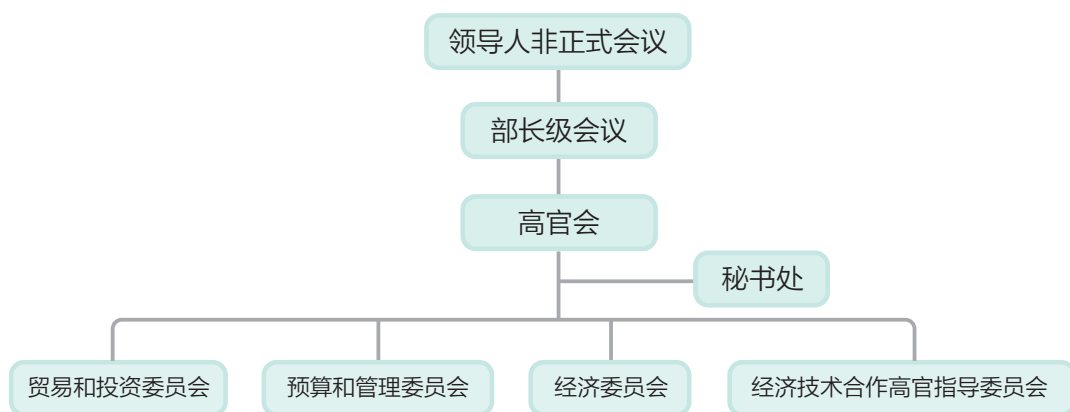 领导人非正式会议
部长级会议
高官会
秘书处
贸易和投资委员会
预算和管理委员会
经济委员会
经济技术合作高官指导委员会